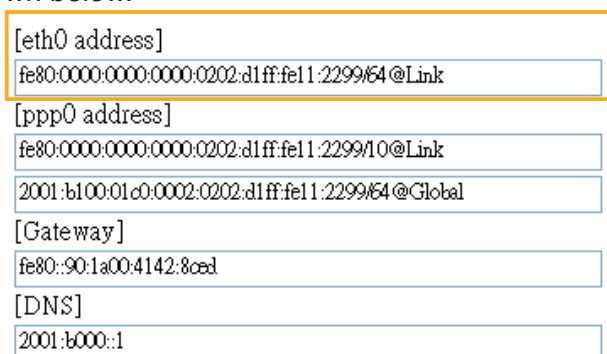 [eth0 address]
fe80:0000:0000:0000:0202:d1ff:fe11:2299/64@Link
[ppp0 address]
fe80:0000:0000:0000:0202:d1ff:fe11:2299/10@Link
2001:b100:01c0:0002:0202:d1ff:fe11:2299/64@Global
[Gateway]
fe80::90:1a00:4142:8ced
[DNS]
2001:b000::1